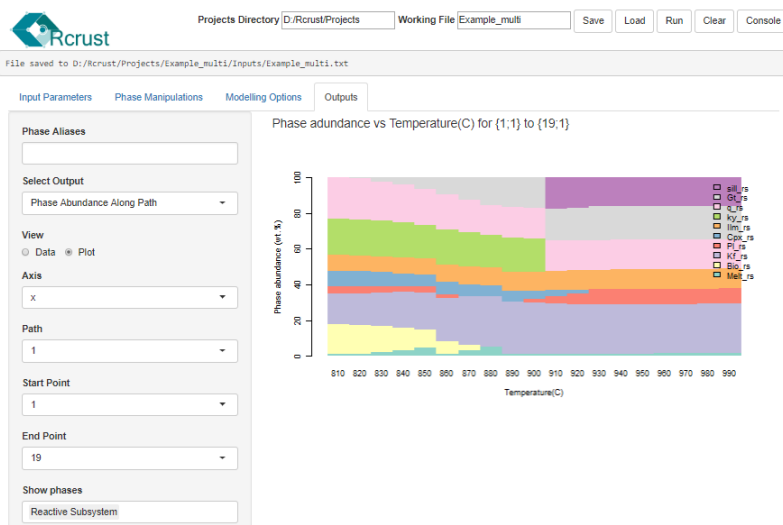 Rcrust
Projects Directory D:/Rcrust/Projects Working File Example_multi Save Load Run Clear Console
File saved to D:/Rcrust/Projects/Example_multi/Inputs/Example_multi.txt
Input Parameters Phase Manipulations Modelling Options Outputs
Phase Aliases
Select Output
Phase Abundance Along Path
View
Data Plot
Axis
x
Path
1
Start Point
1
End Point
19
Show phases
Reactive Subsystem
Phase adundance vs Temperature(C) for {1;1} to {19;1}
Phase abundance (wt.%)
100
80
60
40
20
0
sill_rs
Gt_rs
q_rs
ky_rs
Ilm_rs
Cpx_rs
Pl_rs
Kf_rs
Bio_rs
Melt_rs
810 820 830 840 850 860 870 880 890 900 910 920 930 940 950 960 970 980 990
Temperature(C)